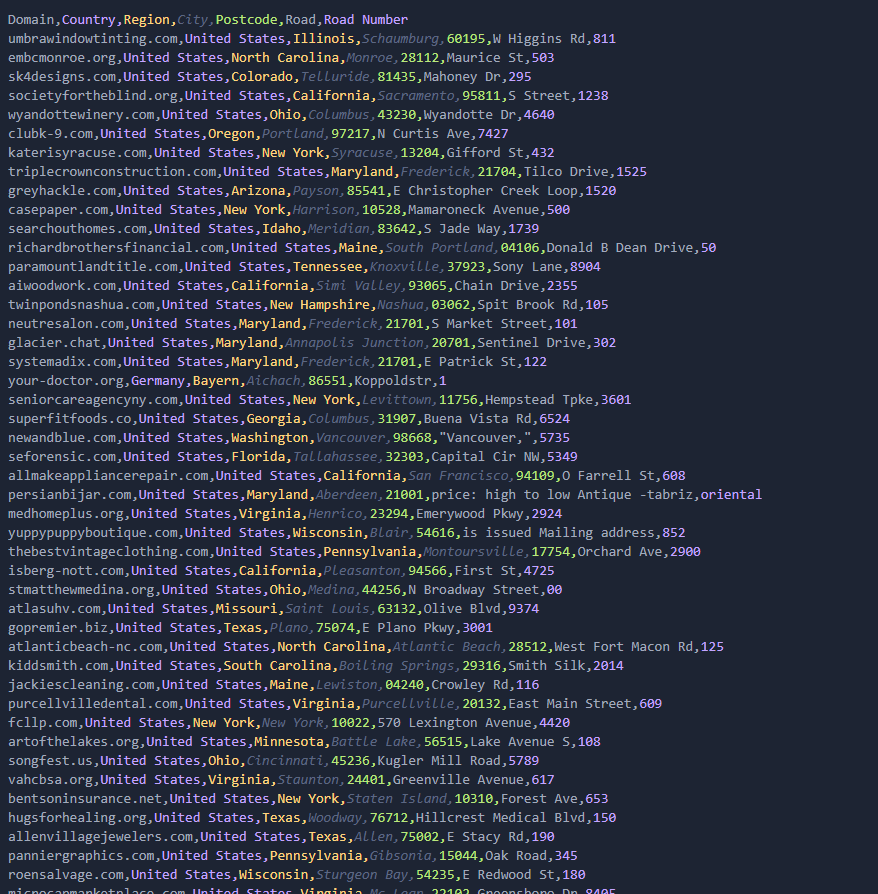 Domain,Country,Region,City,Postcode,Road,Road Number
umbrawindowtinting.com,United States,Illinois,Schaumburg,60195,W Higgins Rd,811
embcmonroe.org,United States,North Carolina,Monroe,28112,Maurice St,503
sk4designs.com,United States,Colorado,Telluride,81435,Mahoney Dr,295
societyfortheblind.org,United States,California,Sacramento,95811,S Street,1238
wyandottewinery.com,United States,Ohio,Columbus,43230,Wyandotte Dr,4640
clubk-9.com,United States,Oregon,Portland,97217,N Curtis Ave,7427
katerisyracuse.com,United States,New York,Syracuse,13204,Gifford St,432
triplecrownconstruction.com,United States,Maryland,Frederick,21704,Tilco Drive,1525
greyhackle.com,United States,Arizona,Payson,85541,E Christopher Creek Loop,1520
casepaper.com,United States,New York,Harrison,10528,Mamaroneck Avenue,500
searchouthomes.com,United States,Idaho,Meridian,83642,S Jade Way,1739
richardbrothersfinancial.com,United States,Maine,South Portland,04106,Donald B Dean Drive,50
paramountlandtitle.com,United States,Tennessee,Knoxville,37923,Sony Lane,8904
aiwoodwork.com,United States,California,Simi Valley,93065,Chain Drive,2355
twinpondsnashua.com,United States,New Hampshire,Nashua,03062,Spit Brook Rd,105
neutresalon.com,United States,Maryland,Frederick,21701,S Market Street,101
glacier.chat,United States,Maryland,Annapolis Junction,20701,Sentinel Drive,302
systemadix.com,United States,Maryland,Frederick,21701,E Patrick St,122
your-doctor.org,Germany,Bayern,Aichach,86551,Koppoldstr,1
seniorcareagencyny.com,United States,New York,Levittown,11756,Hempstead Tpke,3601
superfitfoods.co,United States,Georgia,Columbus,31907,Buena Vista Rd,6524
newandblue.com,United States,Washington,Vancouver,98668,"Vancouver,",5735
seforensic.com,United States,Florida,Tallahassee,32303,Capital Cir NW,5349
allmakeappliancerepair.com,United States,California,San Francisco,94109,O Farrell St,608
persianbijar.com,United States,Maryland,Aberdeen,21001,price: high to low Antique -tabriz,oriental
medhomeplus.org,United States,Virginia,Henrico,23294,Emerywood Pkwy,2924
yuppypuppyboutique.com,United States,Wisconsin,Blair,54616,is issued Mailing address,852
thebestvintageclothing.com,United States,Pennsylvania,Montoursville,17754,Orchard Ave,2900
isberg-nott.com,United States,California,Pleasanton,94566,First St,4725
stmatthewmedina.org,United States,Ohio,Medina,44256,N Broadway Street,00
atlasuhv.com,United States,Missouri,Saint Louis,63132,Olive Blvd,9374
gopremier.biz,United States,Texas,Plano,75074,E Plano Pkwy,3001
atlanticbeach-nc.com,United States,North Carolina,Atlantic Beach,28512,West Fort Macon Rd,125
kiddsmith.com,United States,South Carolina,Boiling Springs,29316,Smith Silk,2014
jackiescleaning.com,United States,Maine,Lewiston,04240,Crowley Rd,116
purcellvilledental.com,United States,Virginia,Purcellville,20132,East Main Street,609
fcllp.com,United States,New York,New York,10022,570 Lexington Avenue,4420
artofthelakes.org,United States,Minnesota,Battle Lake,56515,Lake Avenue S,108
songfest.us,United States,Ohio,Cincinnati,45236,Kugler Mill Road,5789
vahcbsa.org,United States,Virginia,Staunton,24401,Greenville Avenue,617
bentsoninsurance.net,United States,New York,Staten Island,10310,Forest Ave,653
hugsforhealing.org,United States,Texas,Woodway,76712,Hillcrest Medical Blvd,150
allenvillagejewelers.com,United States,Texas,Allen,75002,E Stacy Rd,190
panniergraphics.com,United States,Pennsylvania,Gibsonia,15044,Oak Road,345
roensalvage.com,United States,Wisconsin,Sturgeon Bay,54235,E Redwood St,180
microcapmarketplace.com,United States,Virginia,Mc Lean,22102,Greensboro Dr,8405